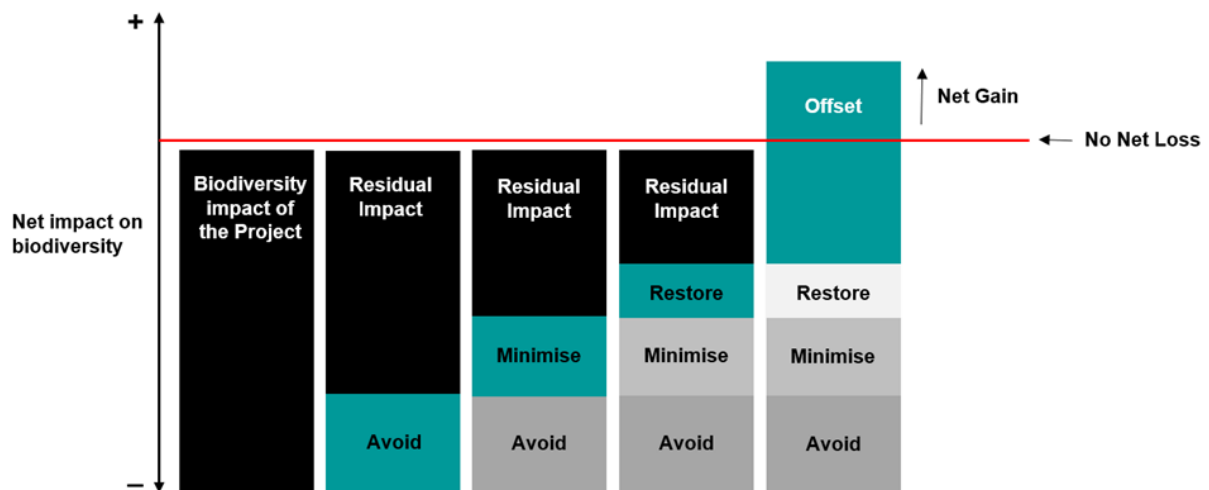 +
Offset
Net Gain
No Net Loss
Biodiversity
impact of
the Project
Residual
Impact
Residual
Impact
Residual
Impact
Net impact on
biodiversity
Restore
Restore
Minimise
Minimise
Minimise
Avoid
Avoid
Avoid
Avoid
–